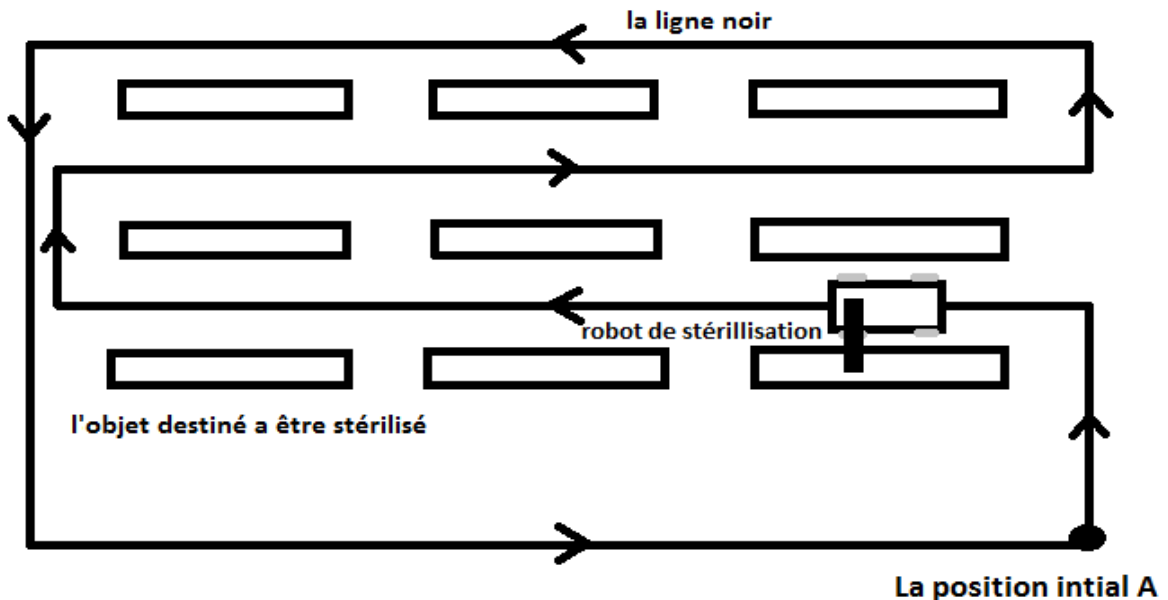 la ligne noir
robot de stérillisation
l'objet destiné a être stérilisé
La position intial A